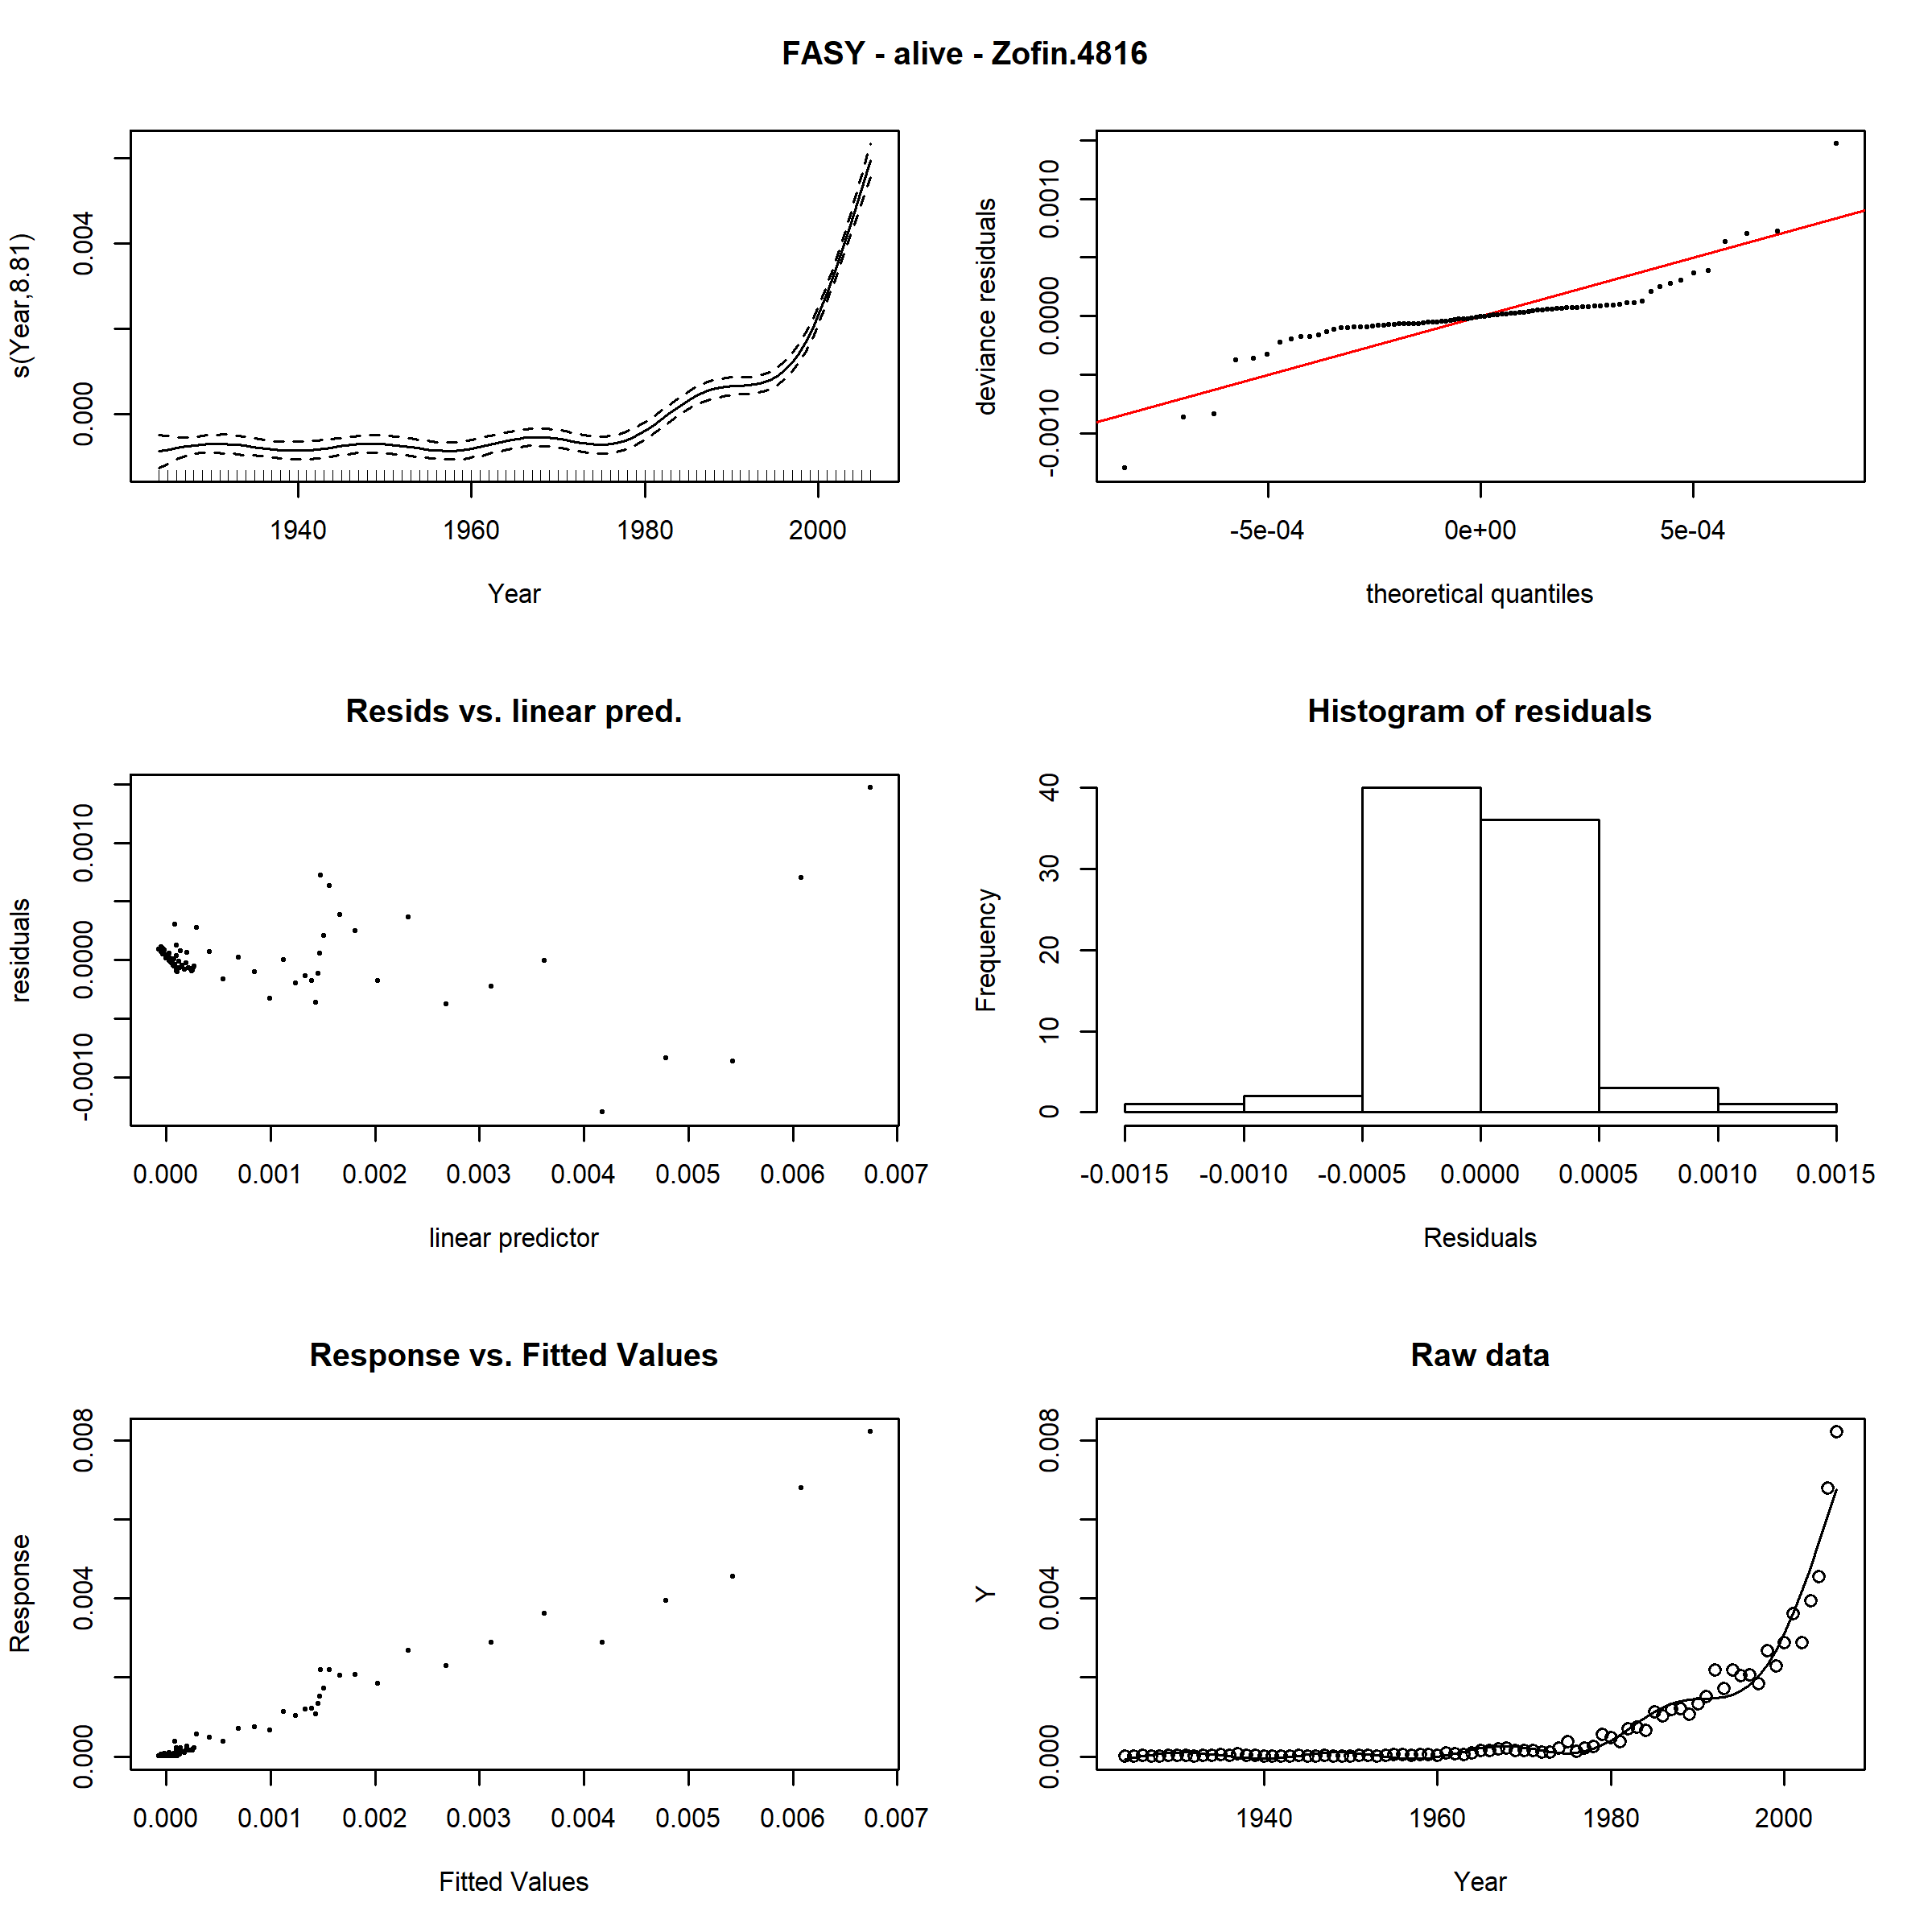 FASY - alive - Zofin.4816
s(Year,8.81)
0.004
0.000
1940 1960 1980 2000
Year
deviance residuals
0.0010
0.0000
-0.0010
-5e-04 0e+00 5e-04
theoretical quantiles
Resids vs. linear pred.
residuals
0.0010
0.0000
-0.0010
0.000 0.001 0.002 0.003 0.004 0.005 0.006 0.007
linear predictor
Histogram of residuals
Frequency
40
30
20
10
0
-0.0015 -0.0010 -0.0005 0.0000 0.0005 0.0010 0.0015
Residuals
Response vs. Fitted Values
Response
0.008
0.004
0.000
0.000 0.001 0.002 0.003 0.004 0.005 0.006 0.007
Fitted Values
Raw data
Y
0.008
0.004
0.000
1940 1960 1980 2000
Year